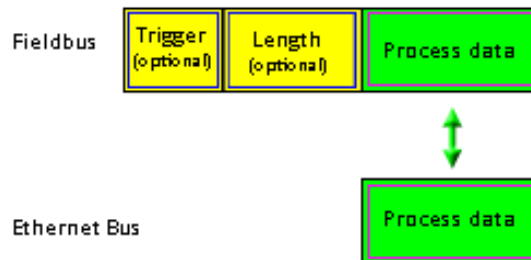 Fieldbus
Trigger
(optional)
Length
(optional)
Process data
Ethernet Bus
Process data